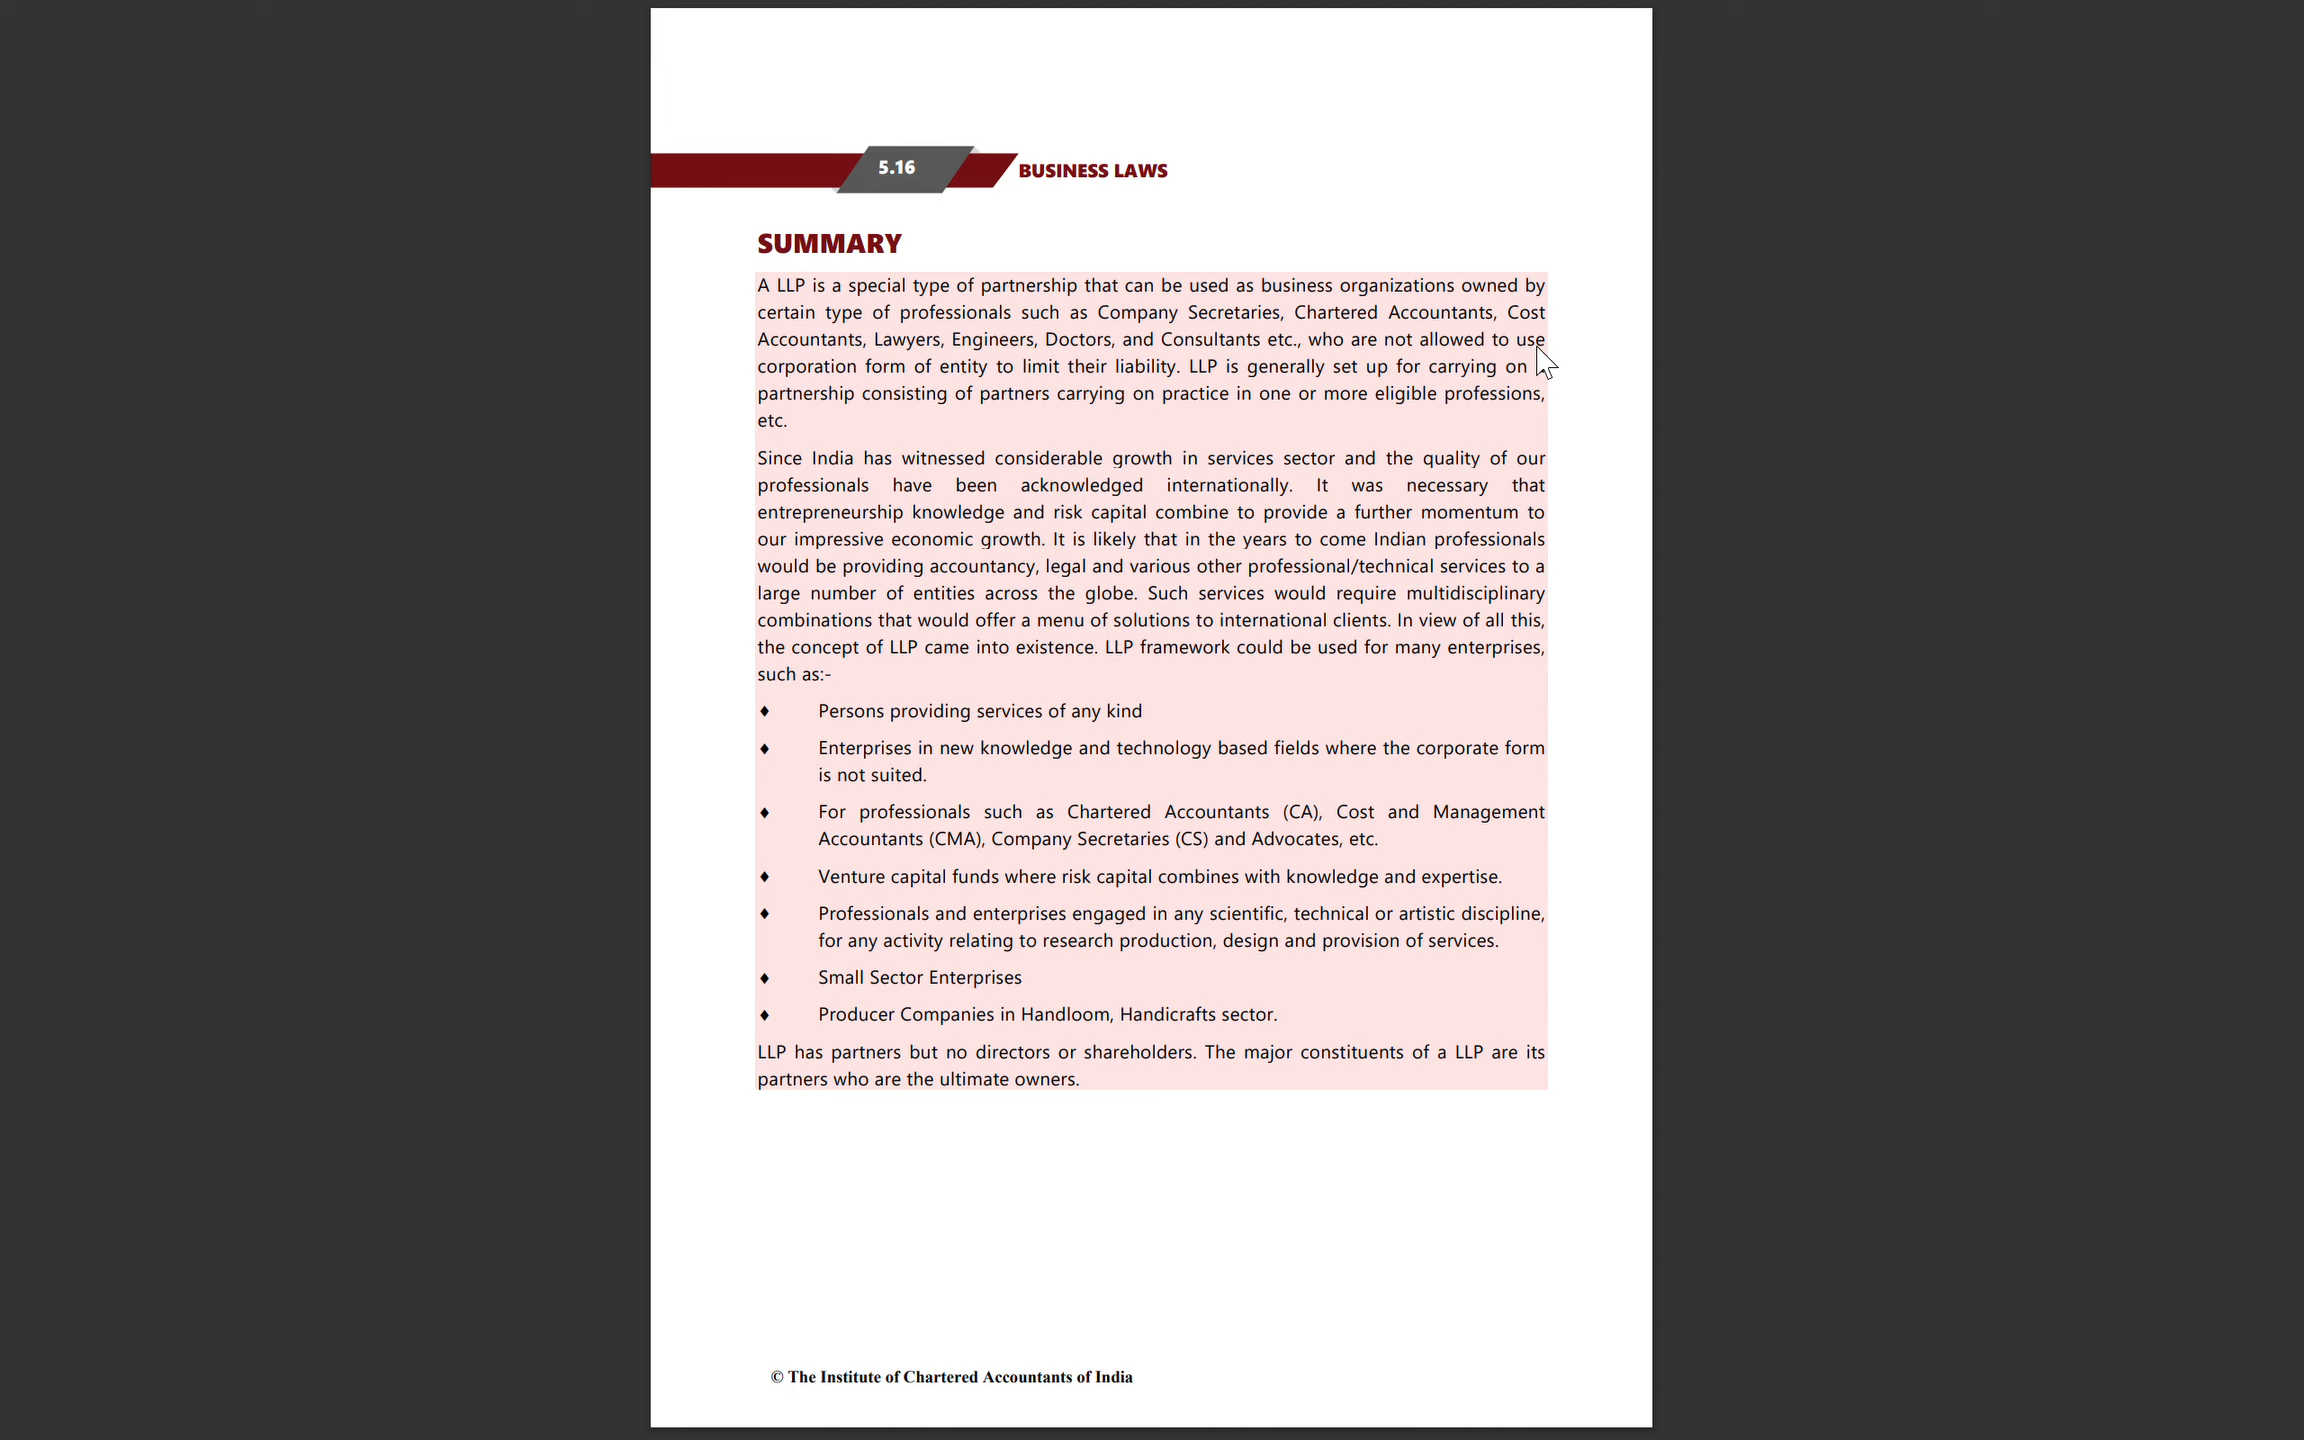 5.16
BUSINESS LAWS
SUMMARY
A LLP is a special type of partnership that can be used as business organizations owned by
certain type of professionals such as Company Secretaries, Chartered Accountants, Cost
Accountants, Lawyers, Engineers, Doctors, and Consultants etc., who are not allowed to use
corporation form of entity to limit their liability. LLP is generally set up for carrying on
partnership consisting of partners carrying on practice in one or more eligible professions,
etc.
Since India has witnessed considerable growth in services sector and the quality of our
professionals have been acknowledged internationally. It was necessary that
entrepreneurship knowledge and risk capital combine to provide a further momentum to
our impressive economic growth. It is likely that in the years to come Indian professionals
would be providing accountancy, legal and various other professional/technical services to a
large number of entities across the globe. Such services would require multidisciplinary
combinations that would offer a menu of solutions to international clients. In view of all this,
the concept of LLP came into existence. LLP framework could be used for many enterprises,
such as:-
♦ Persons providing services of any kind
♦ Enterprises in new knowledge and technology based fields where the corporate form
is not suited.
♦ For professionals such as Chartered Accountants (CA), Cost and Management
Accountants (CMA), Company Secretaries (CS) and Advocates, etc.
♦ Venture capital funds where risk capital combines with knowledge and expertise.
♦ Professionals and enterprises engaged in any scientific, technical or artistic discipline,
for any activity relating to research production, design and provision of services.
♦ Small Sector Enterprises
♦ Producer Companies in Handloom, Handicrafts sector.
LLP has partners but no directors or shareholders. The major constituents of a LLP are its
partners who are the ultimate owners.
© The Institute of Chartered Accountants of India